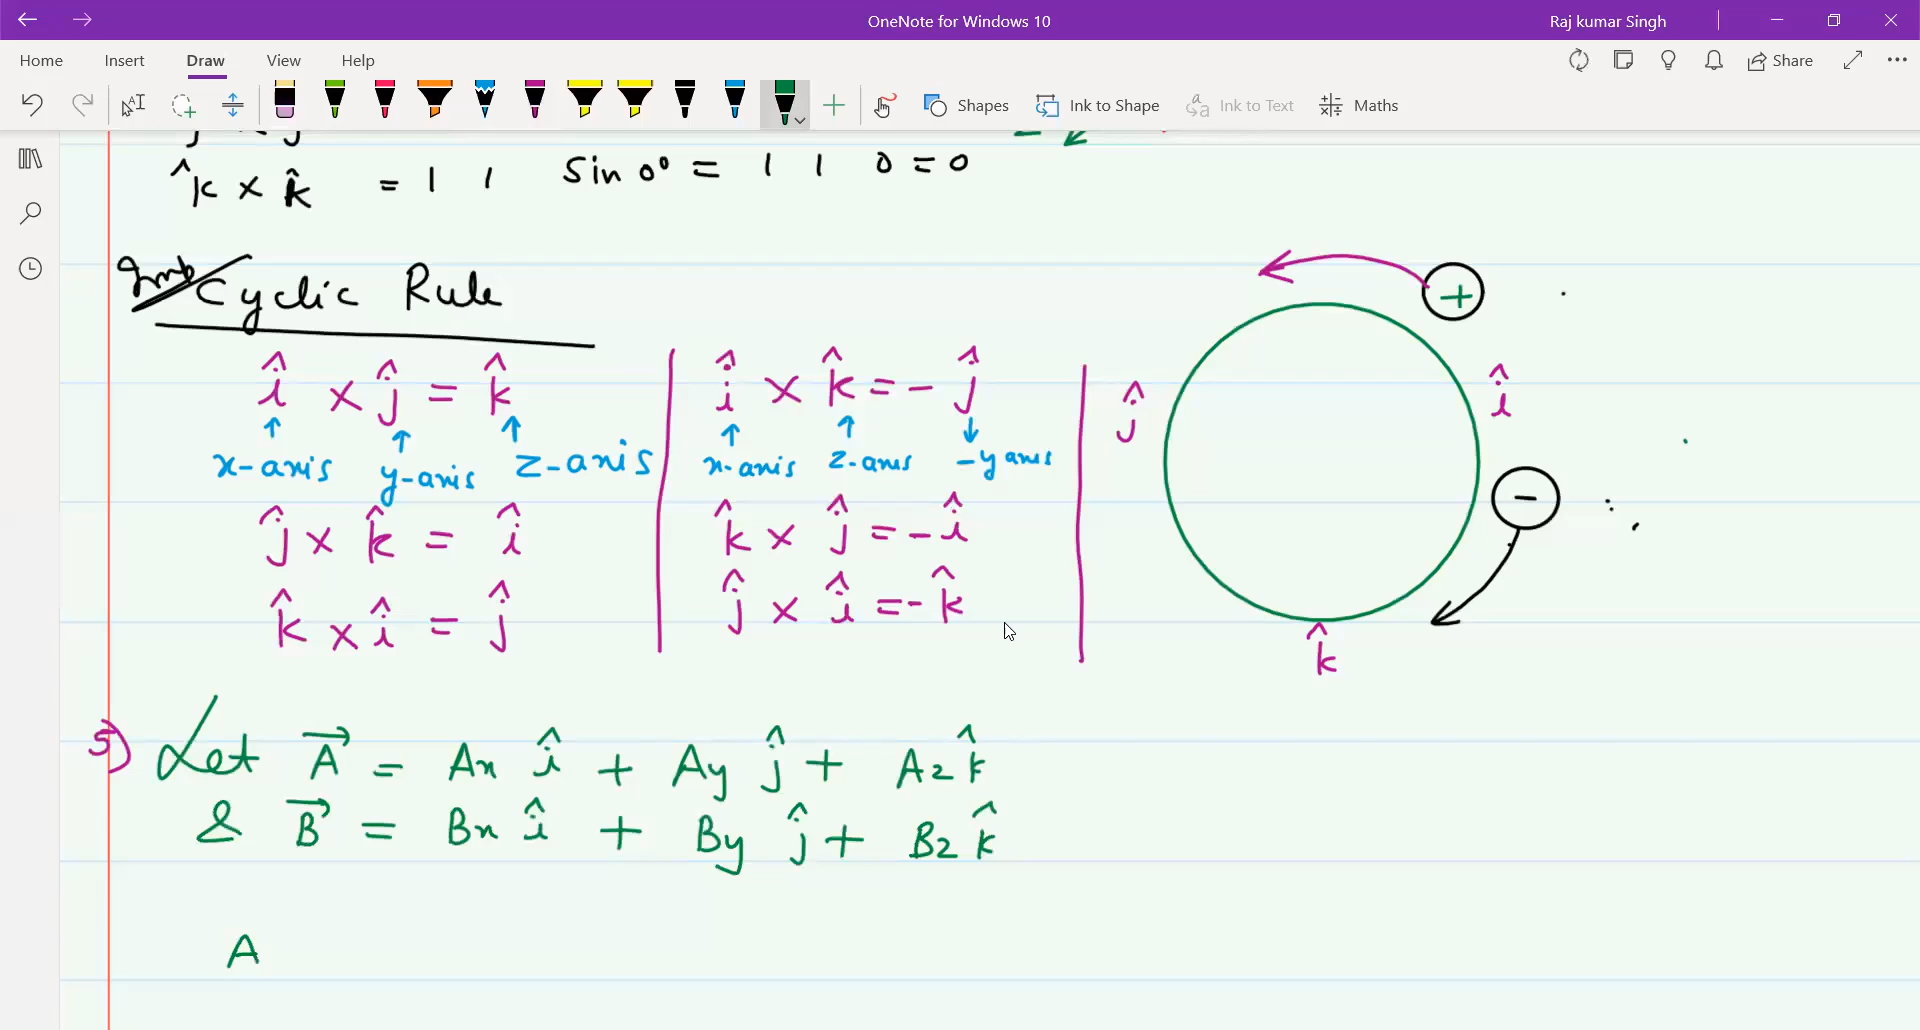 OneNote for Windows 10
Raj kumar Singh
Home Insert Draw View Help
Share
Shapes Ink to Shape Ink to Text Maths
k̂ × k̂ = 1 1 Sin 0° = 1 1 0 = 0
Imp Cyclic Rule
+
î × ĵ = k̂
î × k̂ = - ĵ
ĵ
î
x-axis y-axis z-axis
x-axis z-axis -y axis
-
ĵ × k̂ = î
k̂ × ĵ = - î
k̂ × î = ĵ
ĵ × î = - k̂
k̂
5) Let A⃗ = Ax î + Ay ĵ + Az k̂
& B⃗ = Bx î + By ĵ + Bz k̂
A